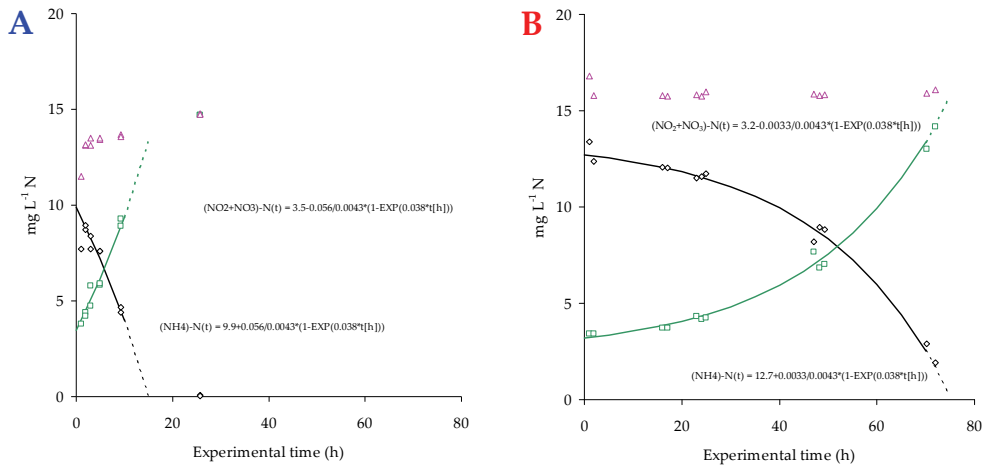 A
mg L⁻¹ N
20
15
10
5
0
(NO2+NO3)-N(t) = 3.5-0.056/0.0043*(1-EXP(0.038*t[h]))
(NH4)-N(t) = 9.9+0.056/0.0043*(1-EXP(0.038*t[h]))
0 20 40 60 80
Experimental time (h)
B
mg L⁻¹ N
20
15
10
5
0
(NO₂+NO₃)-N(t) = 3.2-0.0033/0.0043*(1-EXP(0.038*t[h]))
(NH4)-N(t) = 12.7+0.0033/0.0043*(1-EXP(0.038*t[h]))
0 20 40 60 80
Experimental time (h)